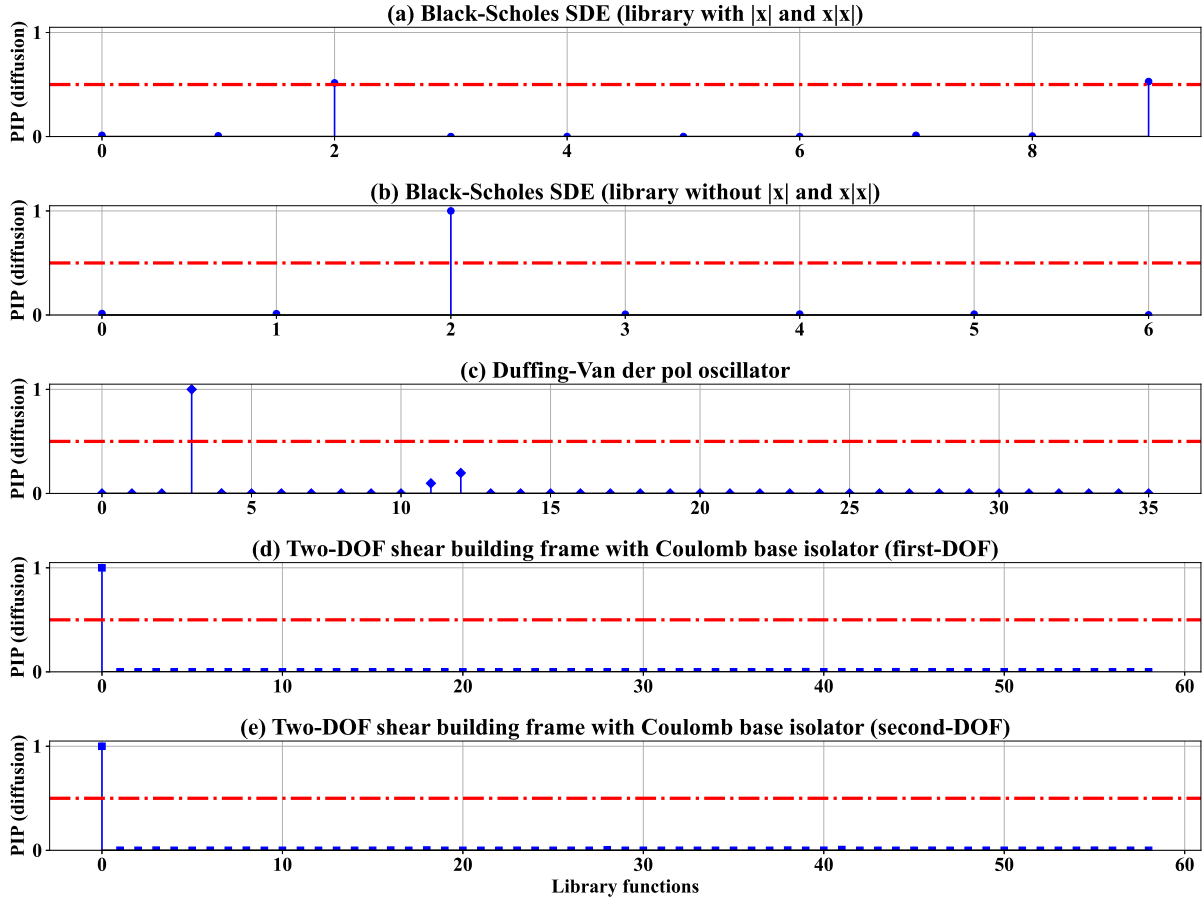 (a) Black-Scholes SDE (library with |x| and x|x|)
PIP (diffusion)
1
0
0 2 4 6 8
(b) Black-Scholes SDE (library without |x| and x|x|)
PIP (diffusion)
1
0
0 1 2 3 4 5 6
(c) Duffing-Van der pol oscillator
PIP (diffusion)
1
0
0 5 10 15 20 25 30 35
(d) Two-DOF shear building frame with Coulomb base isolator (first-DOF)
PIP (diffusion)
1
0
0 10 20 30 40 50 60
(e) Two-DOF shear building frame with Coulomb base isolator (second-DOF)
PIP (diffusion)
1
0
0 10 20 30 40 50 60
Library functions